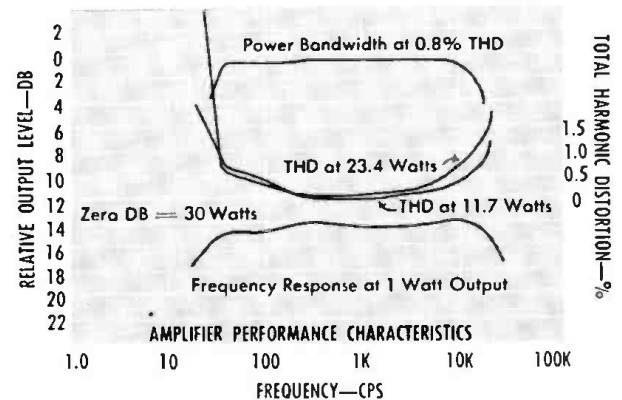 2
0
2
4
6
8
10
12
14
16
18
20
22
RELATIVE OUTPUT LEVEL—DB
Power Bandwidth at 0.8% THD
THD at 23.4 Watts
THD at 11.7 Watts
Zero DB = 30 Watts
Frequency Response at 1 Watt Output
AMPLIFIER PERFORMANCE CHARACTERISTICS
1.5
1.0
0.5
0
TOTAL HARMONIC DISTORTION—%
1.0 10 100 1K 10K 100K
FREQUENCY—CPS